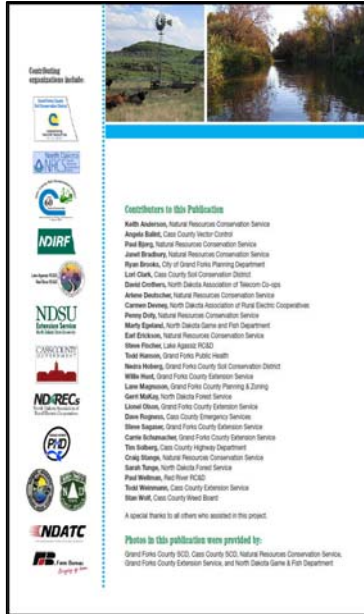 Contributing
organizations include:
North Dakota
NRCS
NDIRF
NDSU
Extension Service
CASS COUNTY
GOVERNMENT
NDARECs
NDATC
Farm Bureau
Contributors to this Publication
Keith Anderson, Natural Resources Conservation Service
Angela Balint, Cass County Vector Control
Paul Bjorg, Natural Resources Conservation Service
Janel Bradbury, Natural Resources Conservation Service
Ryan Brooks, City of Grand Forks Planning Department
Lori Clark, Cass County Soil Conservation District
David Crothers, North Dakota Association of Telecom Co-ops
Arlene Deutscher, Natural Resources Conservation Service
Carmen Devney, North Dakota Association of Rural Electric Cooperatives
Penny Doty, Natural Resources Conservation Service
Marty Egeland, North Dakota Game and Fish Department
Earl Erickson, Natural Resources Conservation Service
Steve Fischer, Lake Agassiz RC&D
Todd Hanson, Grand Forks Public Health
Nedra Hoberg, Grand Forks County Soil Conservation District
Willie Huot, Grand Forks County Extension Service
Lane Magnuson, Grand Forks County Planning & Zoning
Gerri MaKay, North Dakota Forest Service
Lionel Olson, Grand Forks County Extension Service
Dave Rogness, Cass County Emergency Services
Steve Sagaser, Grand Forks County Extension Service
Carrie Schumacher, Grand Forks County Extension Service
Tim Solberg, Cass County Highway Department
Craig Stange, Natural Resources Conservation Service
Sarah Tunge, North Dakota Forest Service
Paul Wellman, Red River RC&D
Todd Weinmann, Cass County Extension Service
Stan Wolf, Cass County Weed Board
A special thanks to all others who assisted in this project.
Photos in this publication were provided by:
Grand Forks County SCD, Cass County SCD, Natural Resources Conservation Service,
Grand Forks County Extension Service, and North Dakota Game & Fish Department